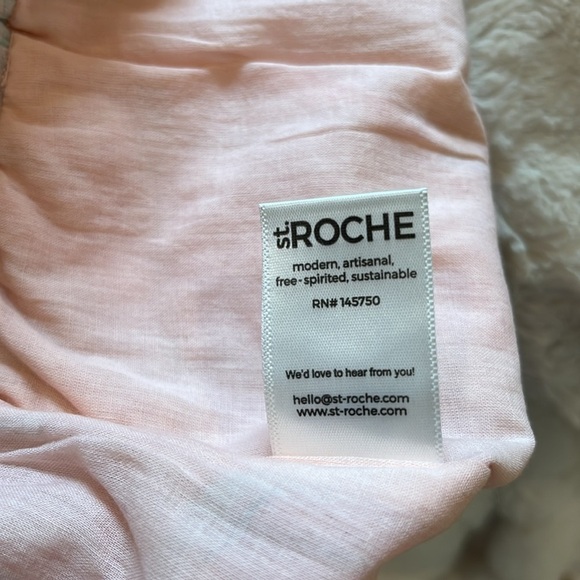 st.ROCHE
modern, artisanal,
free-spirited, sustainable
RN# 145750
We'd love to hear from you!
hello@st-roche.com
www.st-roche.com